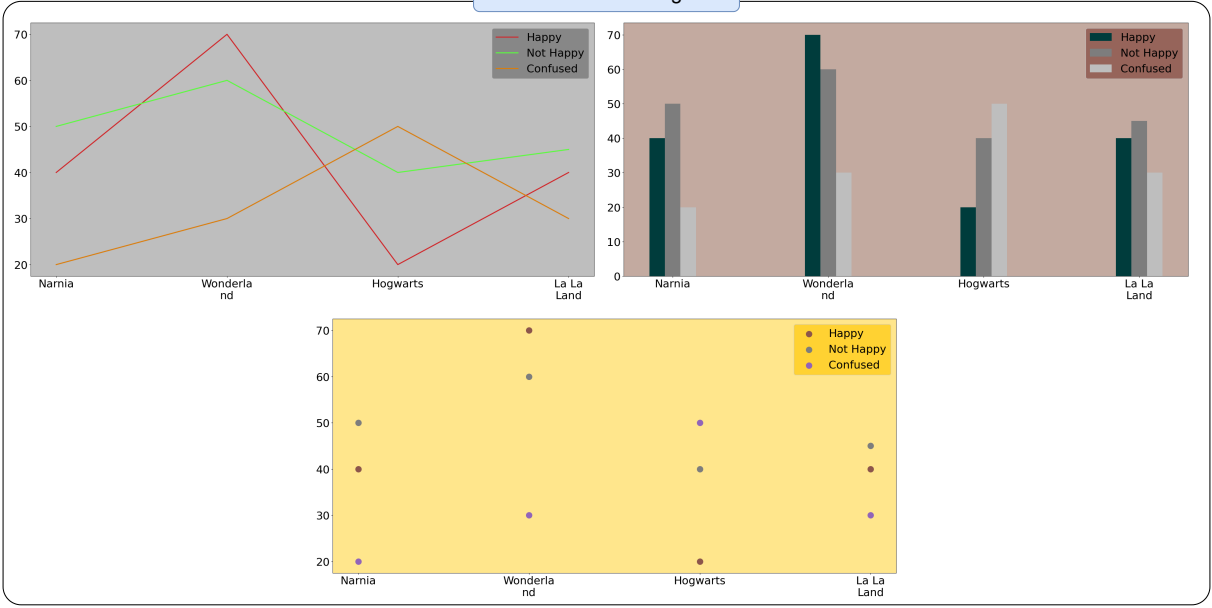 70
60
50
40
30
20
Happy
Not Happy
Confused
Narnia
Wonderla
nd
Hogwarts
La La
Land
70
60
50
40
30
20
10
0
Happy
Not Happy
Confused
Narnia
Wonderla
nd
Hogwarts
La La
Land
70
60
50
40
30
20
Happy
Not Happy
Confused
Narnia
Wonderla
nd
Hogwarts
La La
Land